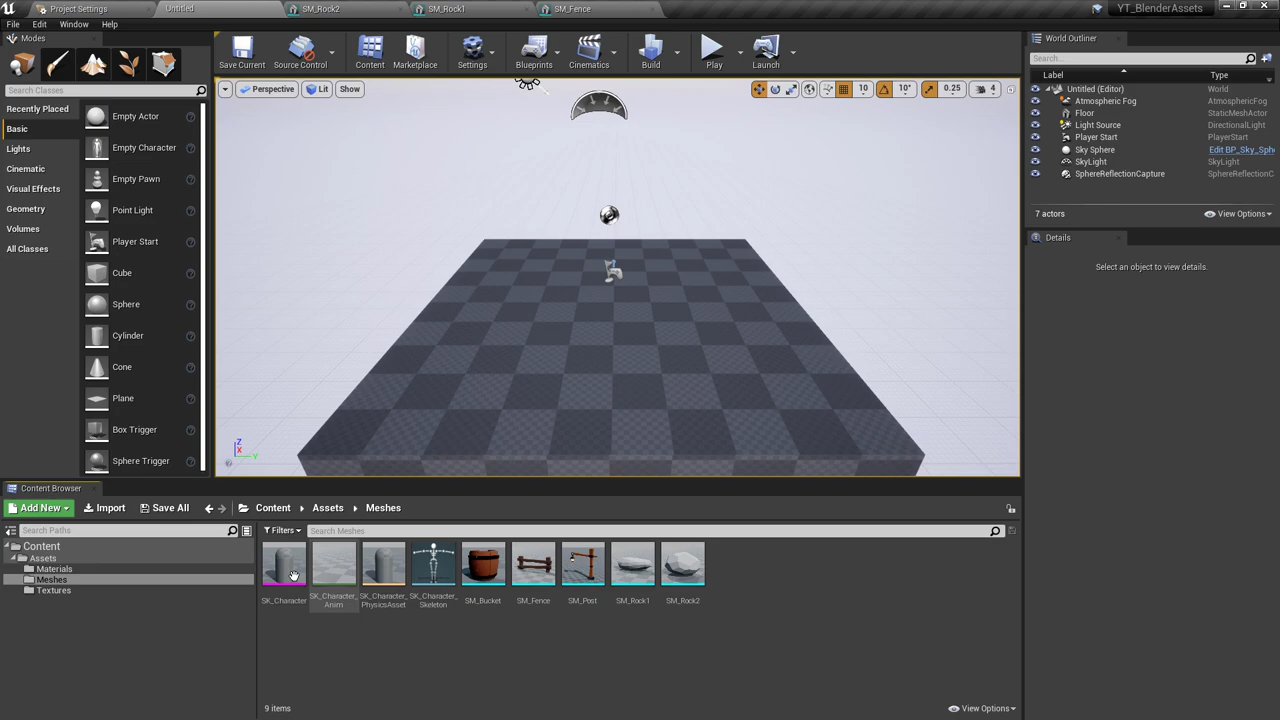 Project Settings
Untitled
SM_Rock2
SM_Rock1
SM_Fence
YT_BlenderAssets
File
Edit
Window
Help
Modes
Search Classes
Recently Placed
Basic
Lights
Cinematic
Visual Effects
Geometry
Volumes
All Classes
Empty Actor
Empty Character
Empty Pawn
Point Light
Player Start
Cube
Sphere
Cylinder
Cone
Plane
Box Trigger
Sphere Trigger
Save Current
Source Control
Content
Marketplace
Settings
Blueprints
Cinematics
Build
Play
Launch
Perspective
Lit
Show
10
10°
0.25
4
Z
X
Y
World Outliner
Search...
Label
Type
Untitled (Editor) World
Atmospheric Fog AtmosphericFog
Floor StaticMeshActor
Light Source DirectionalLight
Player Start PlayerStart
Sky Sphere Edit BP_Sky_Sph
SkyLight SkyLight
SphereReflectionCapture SphereReflectionC
7 actors
View Options
Details
Select an object to view details.
Content Browser
Add New
Import
Save All
Content
Assets
Meshes
Search Paths
Content
Assets
Materials
Meshes
Textures
Filters
Search Meshes
SK_Character
SK_Character_
Anim
SK_Character_
PhysicsAsset
SK_Character_
Skeleton
SM_Bucket
SM_Fence
SM_Post
SM_Rock1
SM_Rock2
9 items
View Options